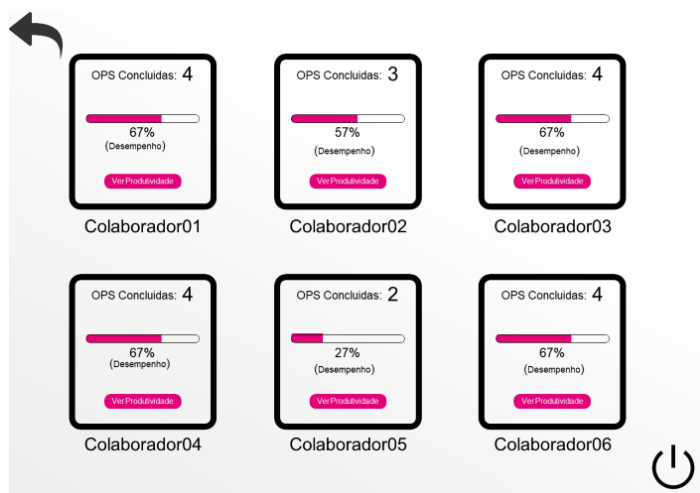 OPS Concluidas: 4
67%
(Desempenho)
Ver Produtividade
Colaborador01
OPS Concluidas: 3
57%
(Desempenho)
Ver Produtividade
Colaborador02
OPS Concluidas: 4
67%
(Desempenho)
Ver Produtividade
Colaborador03
OPS Concluidas: 4
67%
(Desempenho)
Ver Produtividade
Colaborador04
OPS Concluidas: 2
27%
(Desempenho)
Ver Produtividade
Colaborador05
OPS Concluidas: 4
67%
(Desempenho)
Ver Produtividade
Colaborador06